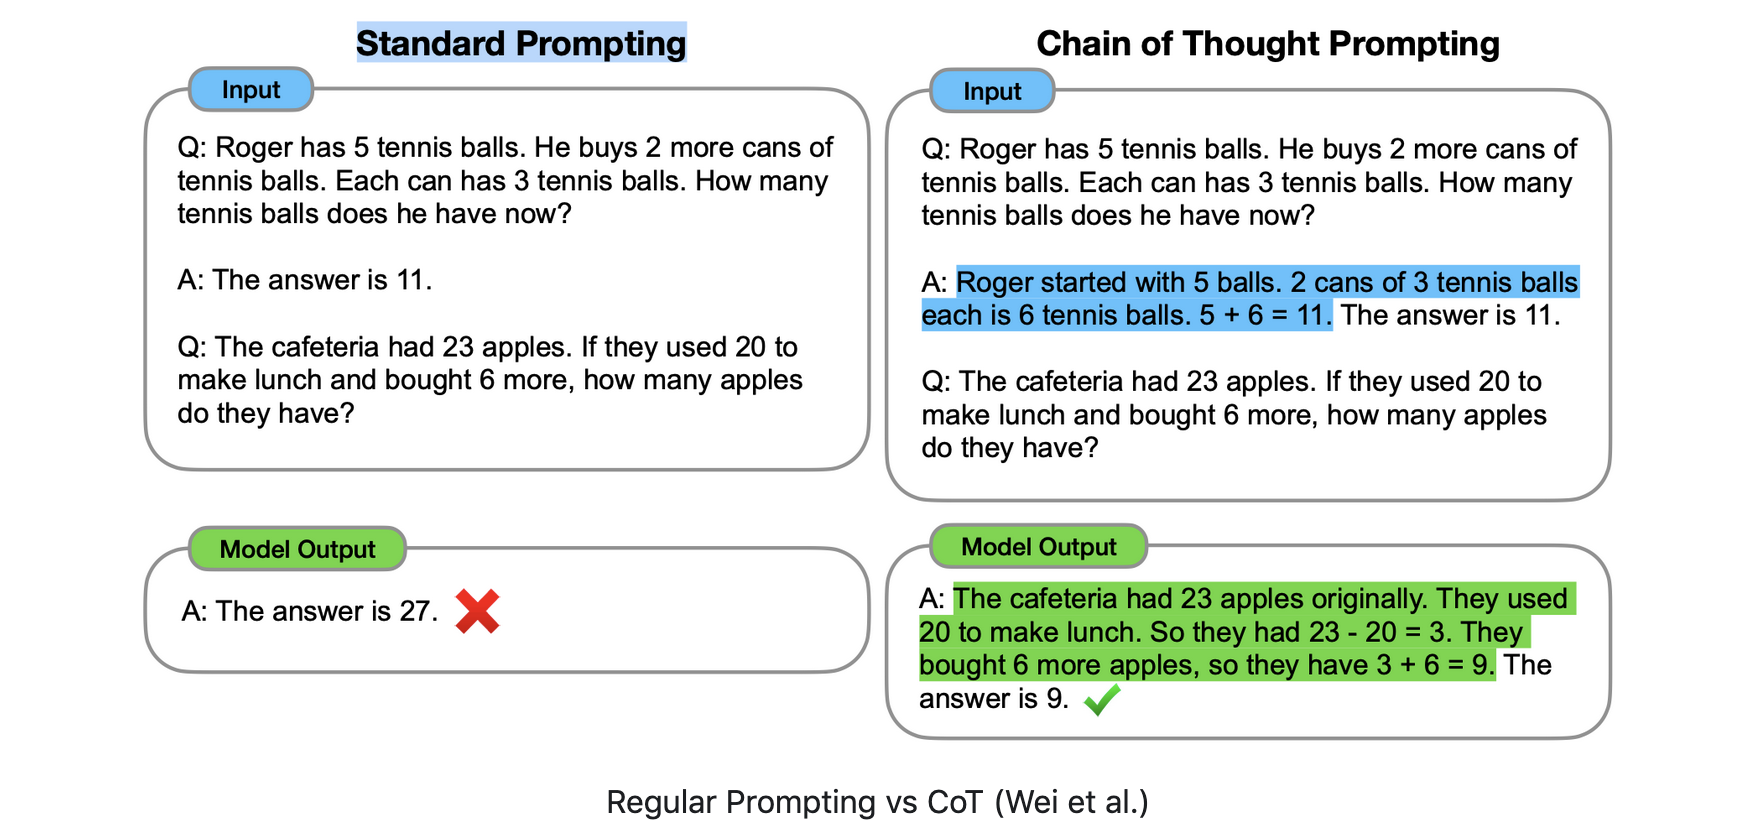 Standard Prompting
Input
Q: Roger has 5 tennis balls. He buys 2 more cans of
tennis balls. Each can has 3 tennis balls. How many
tennis balls does he have now?
A: The answer is 11.
Q: The cafeteria had 23 apples. If they used 20 to
make lunch and bought 6 more, how many apples
do they have?
Model Output
A: The answer is 27.
Chain of Thought Prompting
Input
Q: Roger has 5 tennis balls. He buys 2 more cans of
tennis balls. Each can has 3 tennis balls. How many
tennis balls does he have now?
A: Roger started with 5 balls. 2 cans of 3 tennis balls
each is 6 tennis balls. 5 + 6 = 11. The answer is 11.
Q: The cafeteria had 23 apples. If they used 20 to
make lunch and bought 6 more, how many apples
do they have?
Model Output
A: The cafeteria had 23 apples originally. They used
20 to make lunch. So they had 23 - 20 = 3. They
bought 6 more apples, so they have 3 + 6 = 9. The
answer is 9.
Regular Prompting vs CoT (Wei et al.)